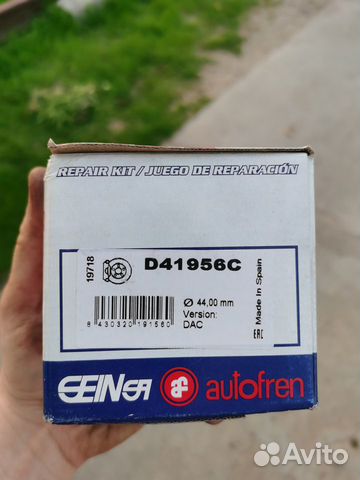 REPAIR KIT / JUEGO DE REPARACIÓN
19718
D41956C
Ø 44,00 mm
Version:
DAC
8 430320 191560
Made In Spain
EAC
SEINSA
autofren
Avito